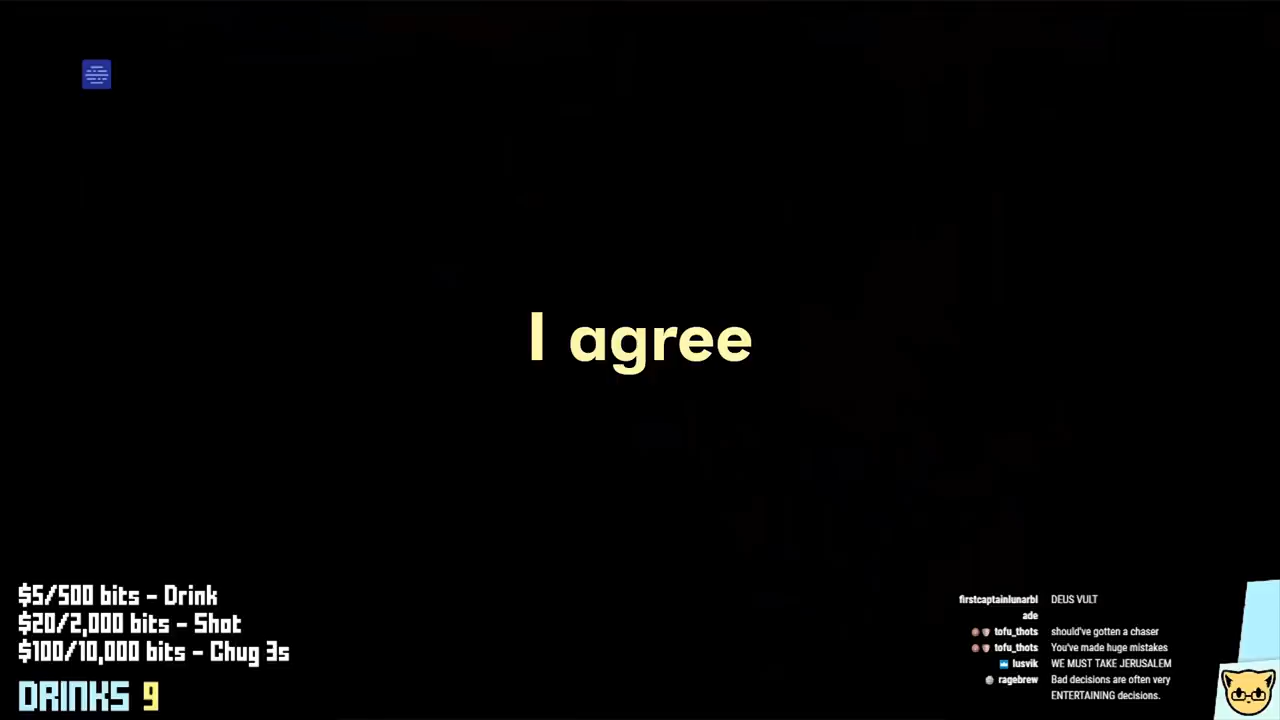 I agree
$5/500 bits - Drink
$20/2,000 bits - Shot
$100/10,000 bits - Chug 3s
DRINKS 9
firstcaptainlunarbl DEUS VULT
ade
tofu_thots should've gotten a chaser
tofu_thots You've made huge mistakes
lusvik WE MUST TAKE JERUSALEM
ragebrew Bad decisions are often very
ENTERTAINING decisions.